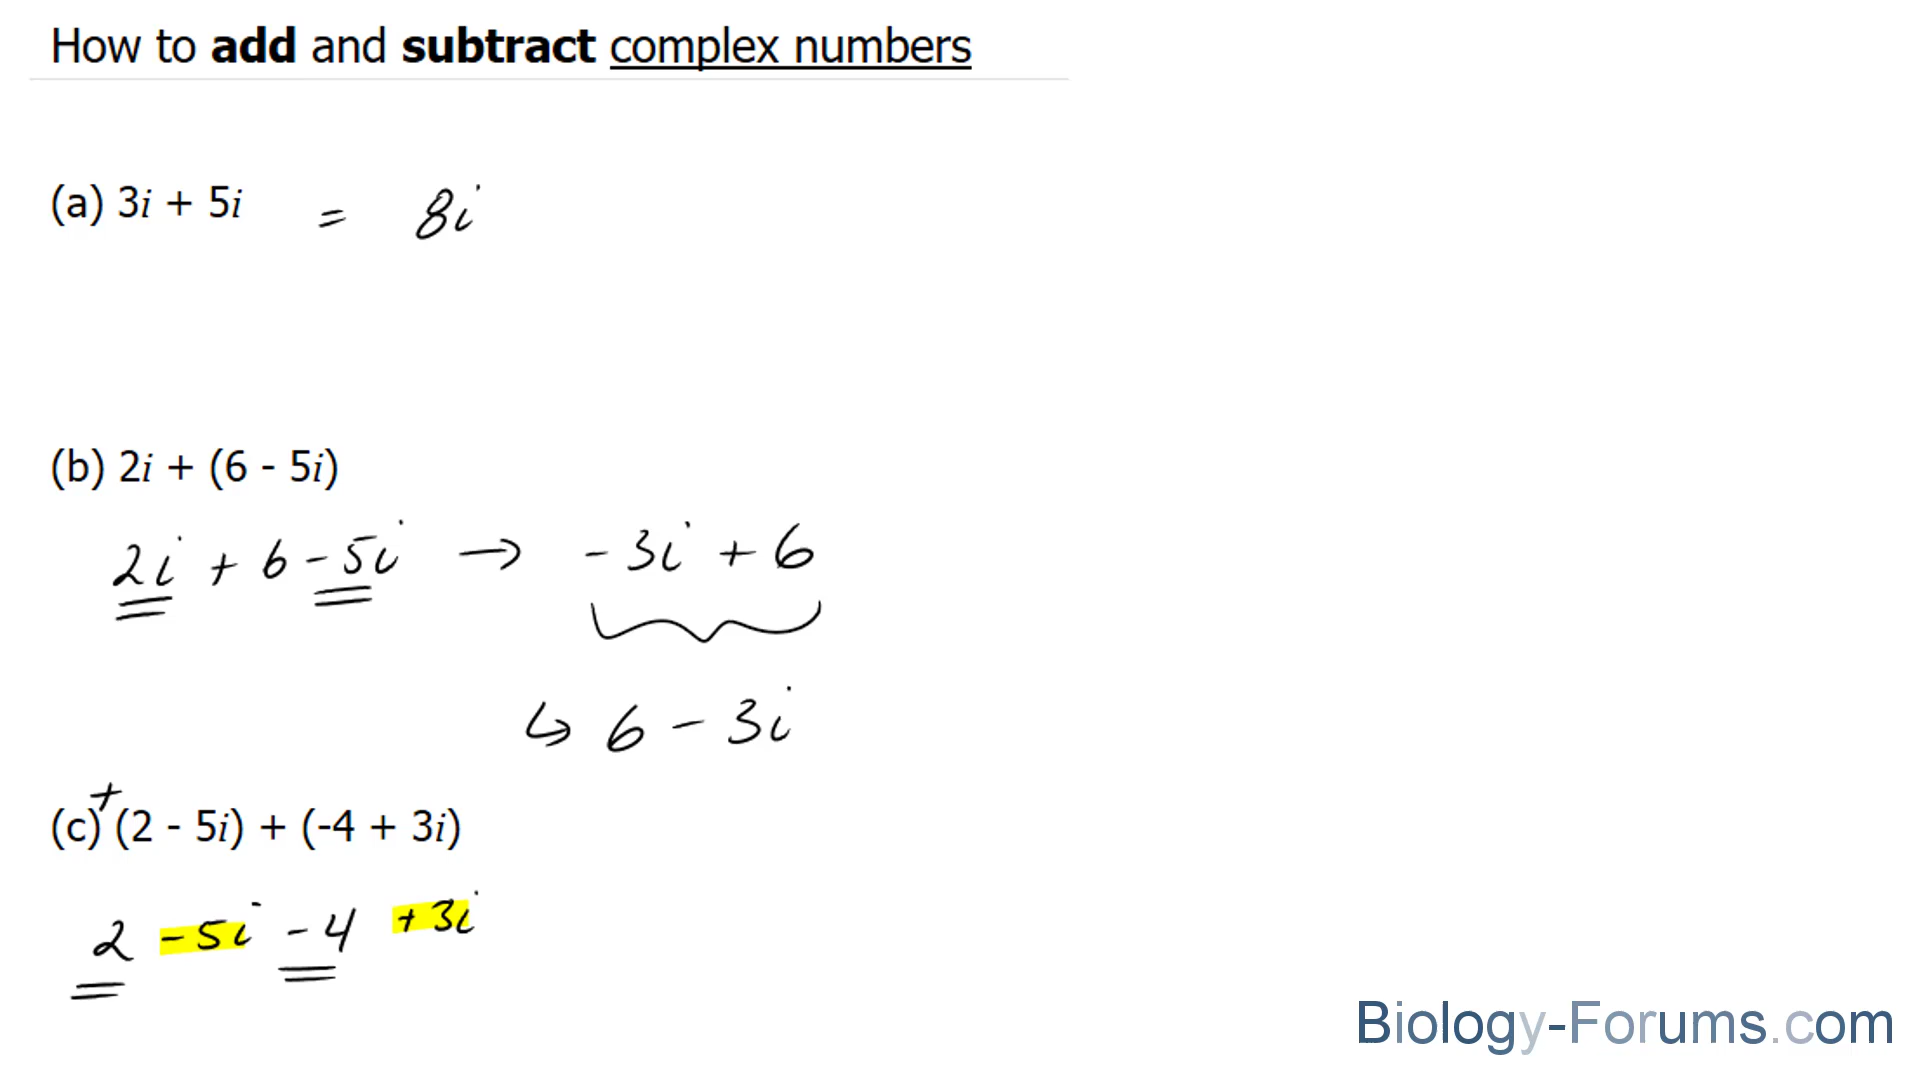 How to add and subtract complex numbers
(a) 3i + 5i = 8i
(b) 2i + (6 - 5i)
2i + 6 - 5i → - 3i + 6
↳ 6 - 3i
+
(c) (2 - 5i) + (-4 + 3i)
2 - 5i - 4 + 3i
Biology-Forums.com